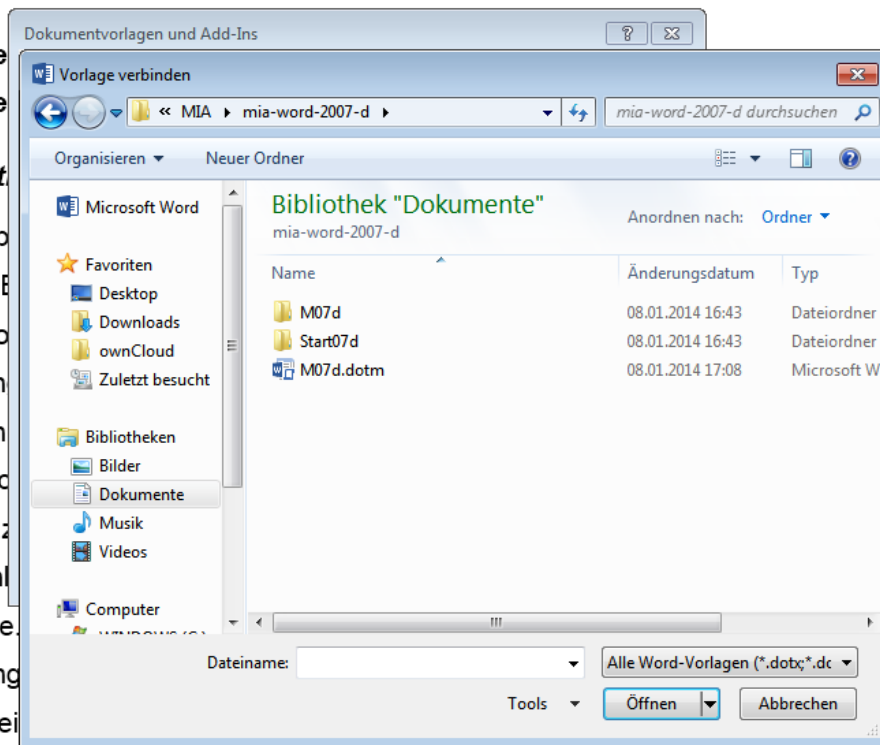 Dokumentvorlagen und Add-Ins
Vorlage verbinden
« MIA mia-word-2007-d
mia-word-2007-d durchsuchen
Organisieren Neuer Ordner
Microsoft Word
Favoriten
Desktop
Downloads
ownCloud
Zuletzt besucht
Bibliotheken
Bilder
Dokumente
Musik
Videos
Computer
Bibliothek "Dokumente"
mia-word-2007-d
Anordnen nach: Ordner
Name Änderungsdatum Typ
M07d 08.01.2014 16:43 Dateiordner
Start07d 08.01.2014 16:43 Dateiordner
M07d.dotm 08.01.2014 17:08 Microsoft W
Dateiname:
Alle Word-Vorlagen (*.dotx;*.dc
Tools Öffnen Abbrechen